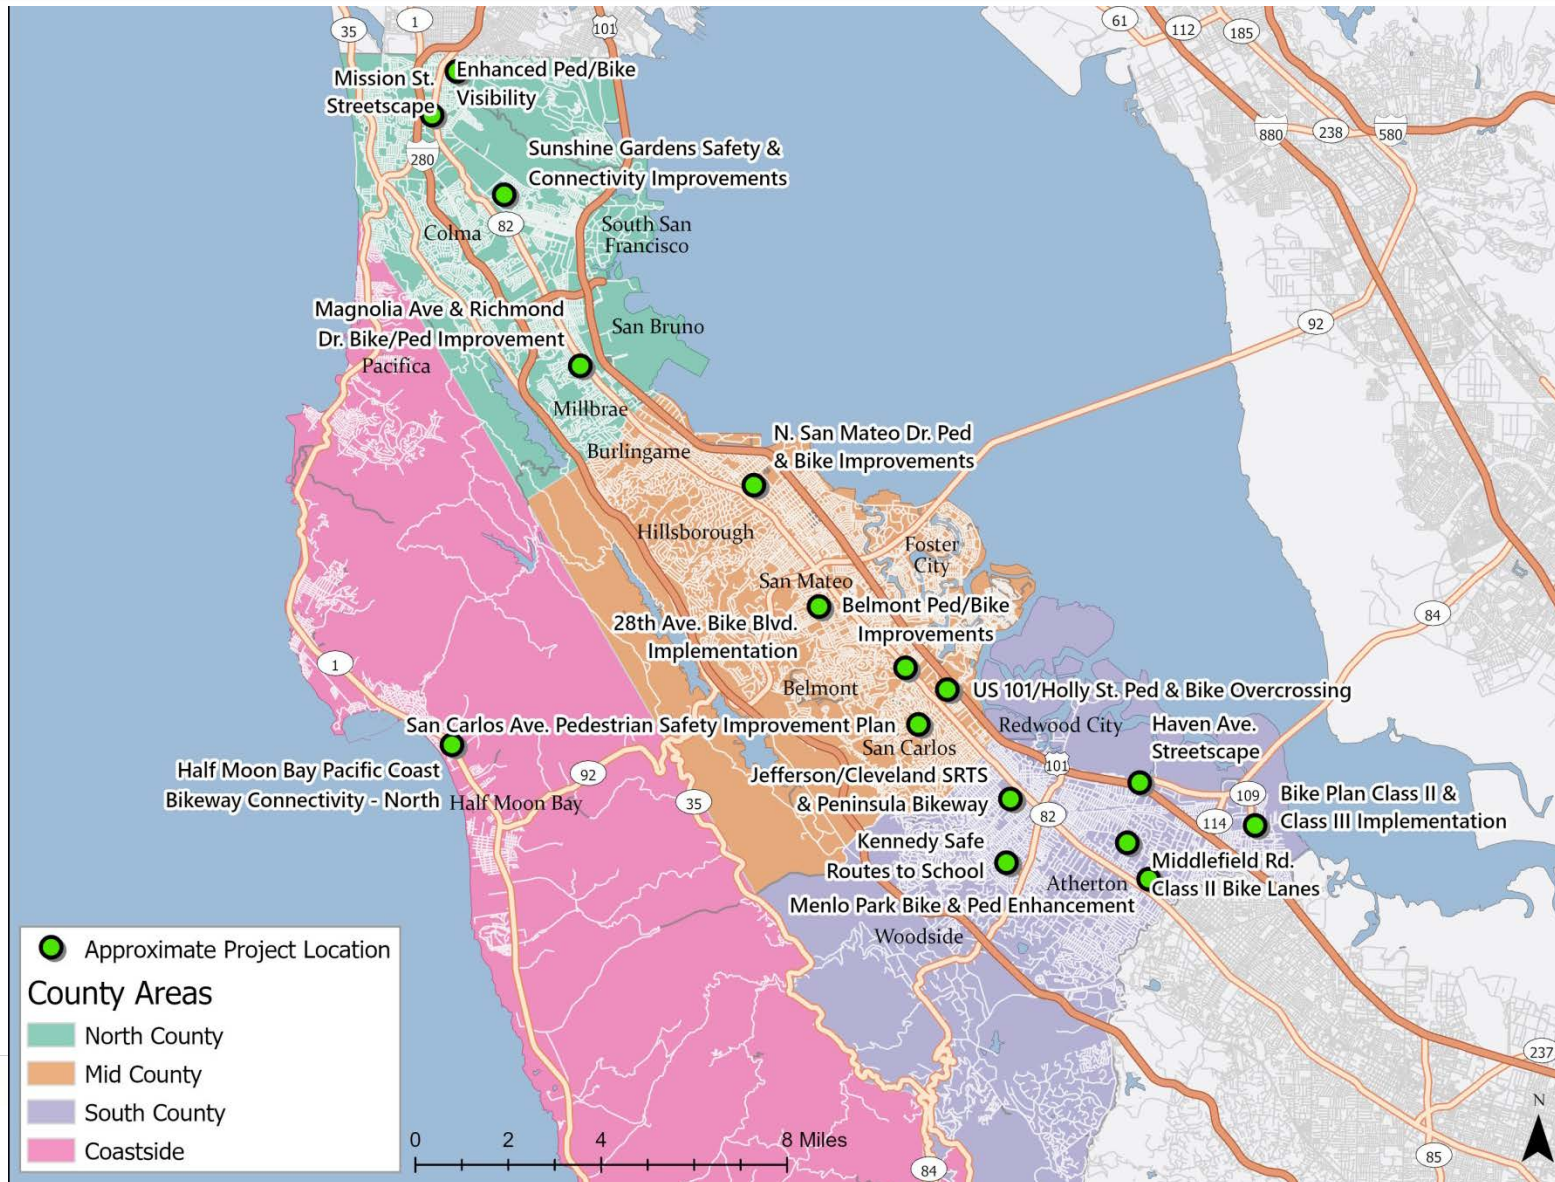 35
1
101
61
112
185
Mission St.
Streetscape
Enhanced Ped/Bike
Visibility
880
238
580
280
Sunshine Gardens Safety &
Connectivity Improvements
82
Colma
South San
Francisco
Magnolia Ave & Richmond
Dr. Bike/Ped Improvement
San Bruno
92
Pacifica
Millbrae
Burlingame
N. San Mateo Dr. Ped
& Bike Improvements
Hillsborough
Foster
City
San Mateo
28th Ave. Bike Blvd.
Implementation
Belmont Ped/Bike
Improvements
84
1
Belmont
US 101/Holly St. Ped & Bike Overcrossing
San Carlos Ave. Pedestrian Safety Improvement Plan
San Carlos
Redwood City
Haven Ave.
Streetscape
Half Moon Bay Pacific Coast
Bikeway Connectivity - North
Half Moon Bay
92
35
Jefferson/Cleveland SRTS
& Peninsula Bikeway
101
82
109
114
Bike Plan Class II &
Class III Implementation
Kennedy Safe
Routes to School
Atherton
Middlefield Rd.
Class II Bike Lanes
Menlo Park Bike & Ped Enhancement
Woodside
Approximate Project Location
County Areas
North County
Mid County
South County
Coastside
0 2 4 8 Miles
84
237
85
N